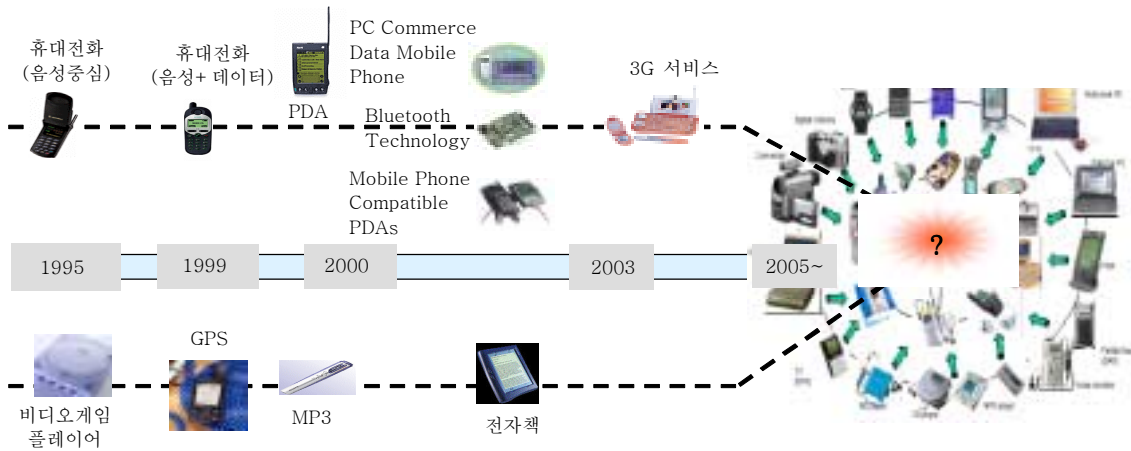 휴대전화
(음성중심)
휴대전화
(음성+ 데이터)
PDA
PC Commerce
Data Mobile
Phone
Bluetooth
Technology
Mobile Phone
Compatible
PDAs
3G 서비스
?
1995
1999
2000
2003
2005~
비디오게임
플레이어
GPS
MP3
전자책